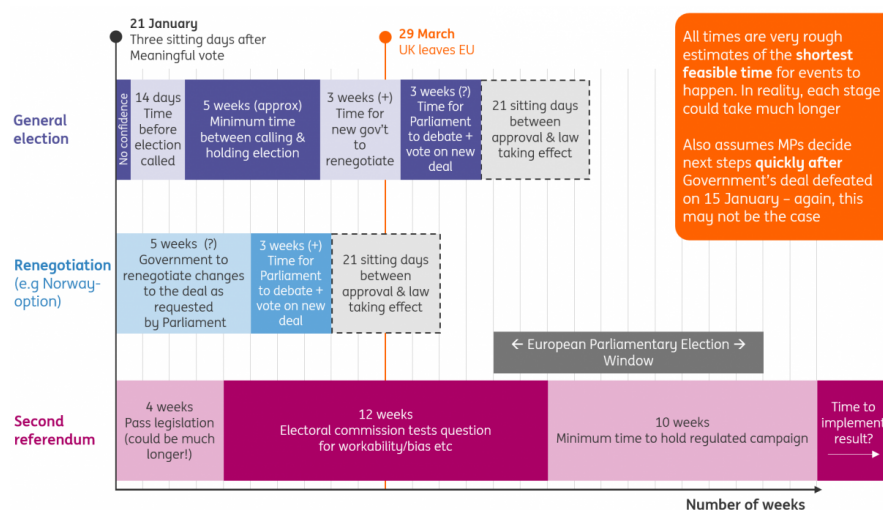 21 January
Three sitting days after
Meaningful vote
29 March
UK leaves EU
All times are very rough
estimates of the shortest
feasible time for events to
happen. In reality, each stage
could take much longer
Also assumes MPs decide
next steps quickly after
Government's deal defeated
on 15 January – again, this
may not be the case
General
election
No confidence
14 days
Time
before
election
called
5 weeks (approx)
Minimum time
between calling &
holding election
3 weeks (+)
Time for
new gov't
to
renegotiate
3 weeks (?)
Time for
Parliament
to debate +
vote on new
deal
21 sitting days
between
approval & law
taking effect
Renegotiation
(e.g Norway-
option)
5 weeks (?)
Government to
renegotiate changes
to the deal as
requested
by Parliament
3 weeks (+)
Time for
Parliament
to debate +
vote on new
deal
21 sitting days
between
approval & law
taking effect
← European Parliamentary Election →
Window
Second
referendum
4 weeks
Pass legislation
(could be much
longer!)
12 weeks
Electoral commission tests question
for workability/bias etc
10 weeks
Minimum time to hold regulated campaign
Time to
implement
result?
Number of weeks